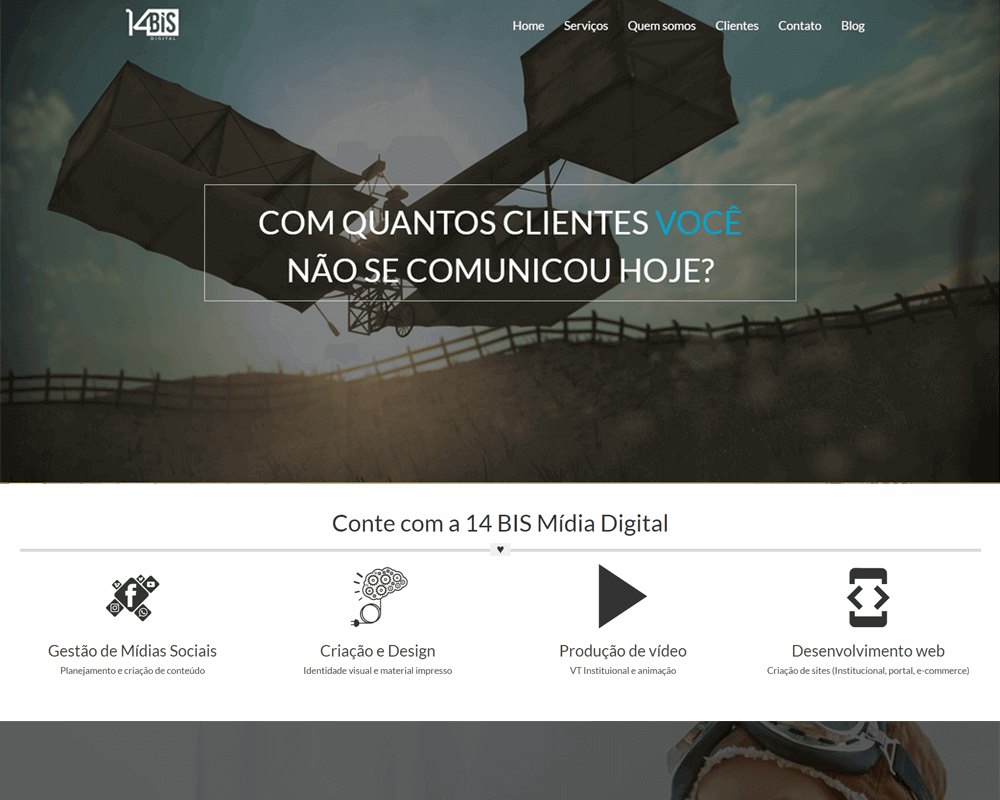 14BIS
DIGITAL
Home Serviços Quem somos Clientes Contato Blog
COM QUANTOS CLIENTES VOCÊ
NÃO SE COMUNICOU HOJE?
Conte com a 14 BIS Mídia Digital
Gestão de Mídias Sociais
Planejamento e criação de conteúdo
Criação e Design
Identidade visual e material impresso
Produção de vídeo
VT Instituional e animação
Desenvolvimento web
Criação de sites (Institucional, portal, e-commerce)